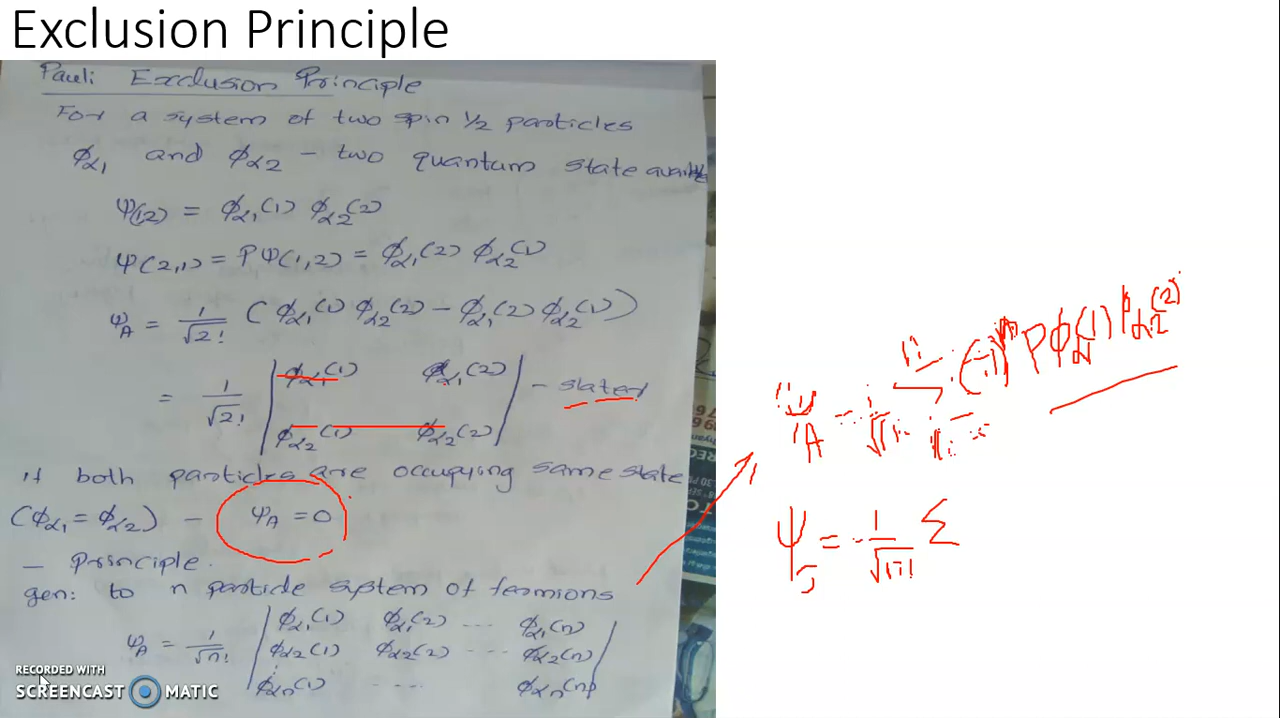 Exclusion Principle
Pauli Exclusion Principle
For a system of two spin 1/2 particles
ϕα₁ and ϕα₂ – two quantum state
ψ(1,2) = ϕα₁(1) ϕα₂(2)
ψ(2,1) = Pψ(1,2) = ϕα₁(2) ϕα₂(1)
ψA = 1/√2! (ϕα₁(1) ϕα₂(2) – ϕα₁(2) ϕα₂(1))
= 1/√2! | ϕα₁(1) ϕα₁(2) | – slater
| ϕα₂(1) ϕα₂(2) |
if both particles are occupying same state
(ϕα₁ = ϕα₂) – ψA = 0
– principle.
gen: to n particle system of fermions
ψA = 1/√n! | ϕα₁(1) ϕα₁(2) ... ϕα₁(n) |
| ϕα₂(1) ϕα₂(2) ... ϕα₂(n) |
| ϕαn(1) .... ϕαn(n) |
ψA = P ϕα₁(1) (2)
ψs = 1/√n! Σ
RECORDED WITH
SCREENCAST MATIC